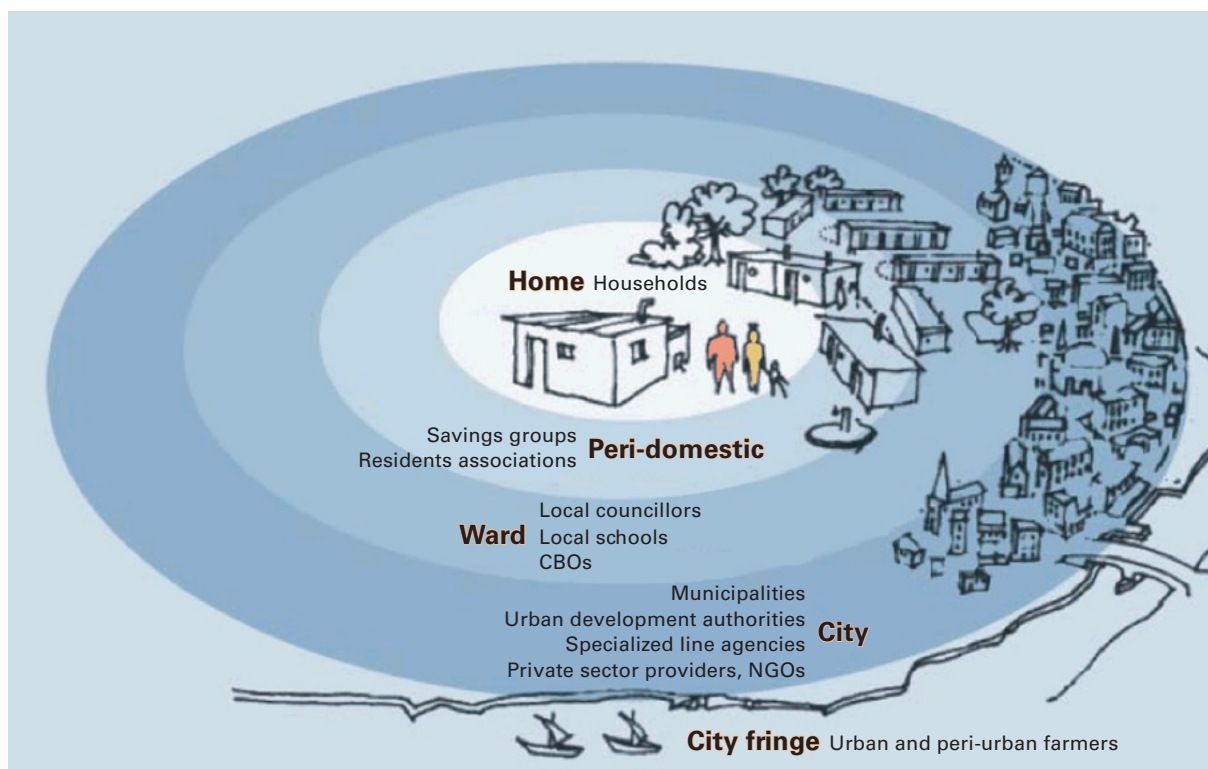 Home Households
Savings groups
Residents associations
Peri-domestic
Ward
Local councillors
Local schools
CBOs
Municipalities
Urban development authorities
Specialized line agencies
Private sector providers, NGOs
City
City fringe Urban and peri-urban farmers